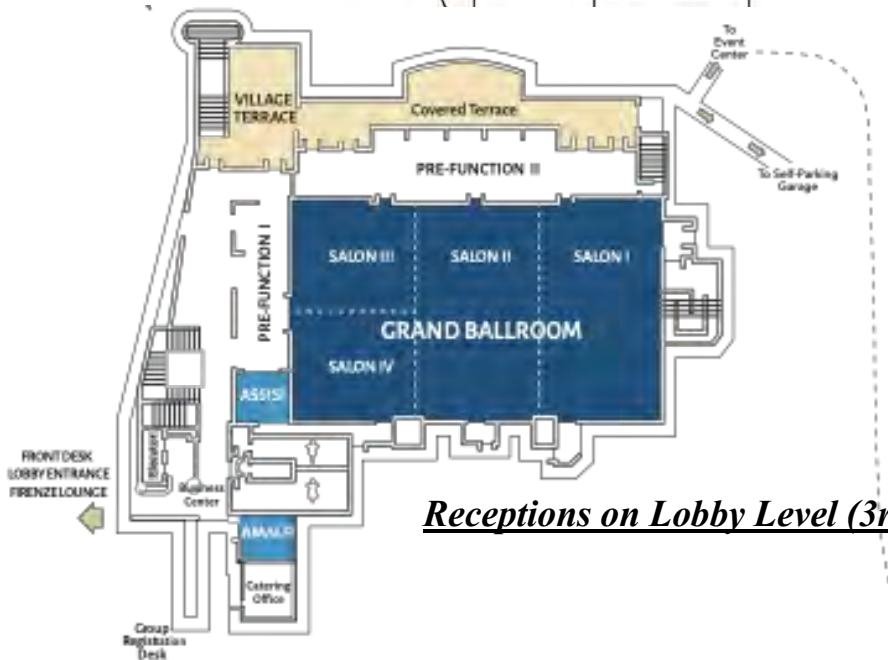 To
Event
Center
VILLAGE
TERRACE
Covered Terrace
PRE-FUNCTION II
To Self-Parking
Garage
PRE-FUNCTION I
SALON III
SALON II
SALON I
GRAND BALLROOM
SALON IV
ASSISI
Elevator
FRONT DESK
LOBBY ENTRANCE
FIRENZE LOUNGE
Business
Center
Receptions on Lobby Level (3r
AMALFI
Catering
Office
Group
Registration
Desk